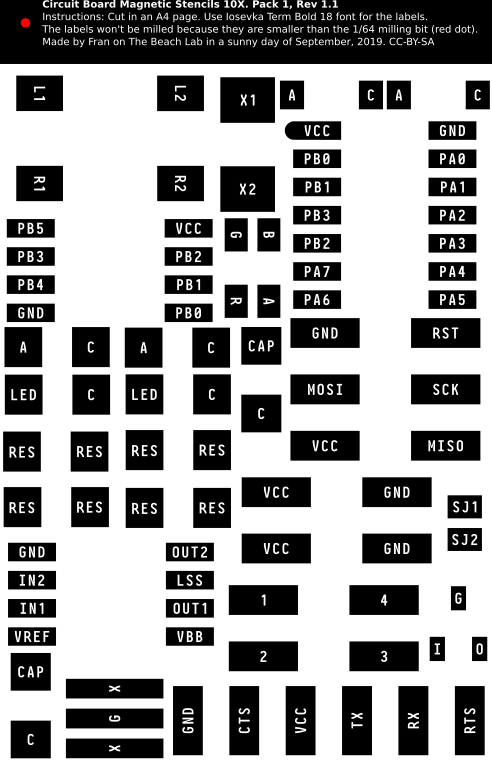 Circuit Board Magnetic Stencils 10X. Pack 1, Rev 1.1
Instructions: Cut in an A4 page. Use Iosevka Term Bold 18 font for the labels.
The labels won't be milled because they are smaller than the 1/64 milling bit (red dot).
Made by Fran on The Beach Lab in a sunny day of September, 2019. CC-BY-SA
L1 L2 X1 A C A C
VCC GND
PB0 PA0
R1 R2 X2 PB1 PA1
PB3 PA2
PB5 VCC G B
PB3 PB2 PB2 PA3
PB4 PB1 PA7 PA4
GND PB0 R A PA6 PA5
A C A C CAP GND RST
LED C LED C C MOSI SCK
RES RES RES RES VCC MISO
RES RES RES RES VCC GND SJ1
VCC GND SJ2
GND OUT2
IN2 LSS
IN1 OUT1 1 4 G
VREF VBB
2 3 I O
CAP
X
G
X
C
GND CTS VCC TX RX RTS